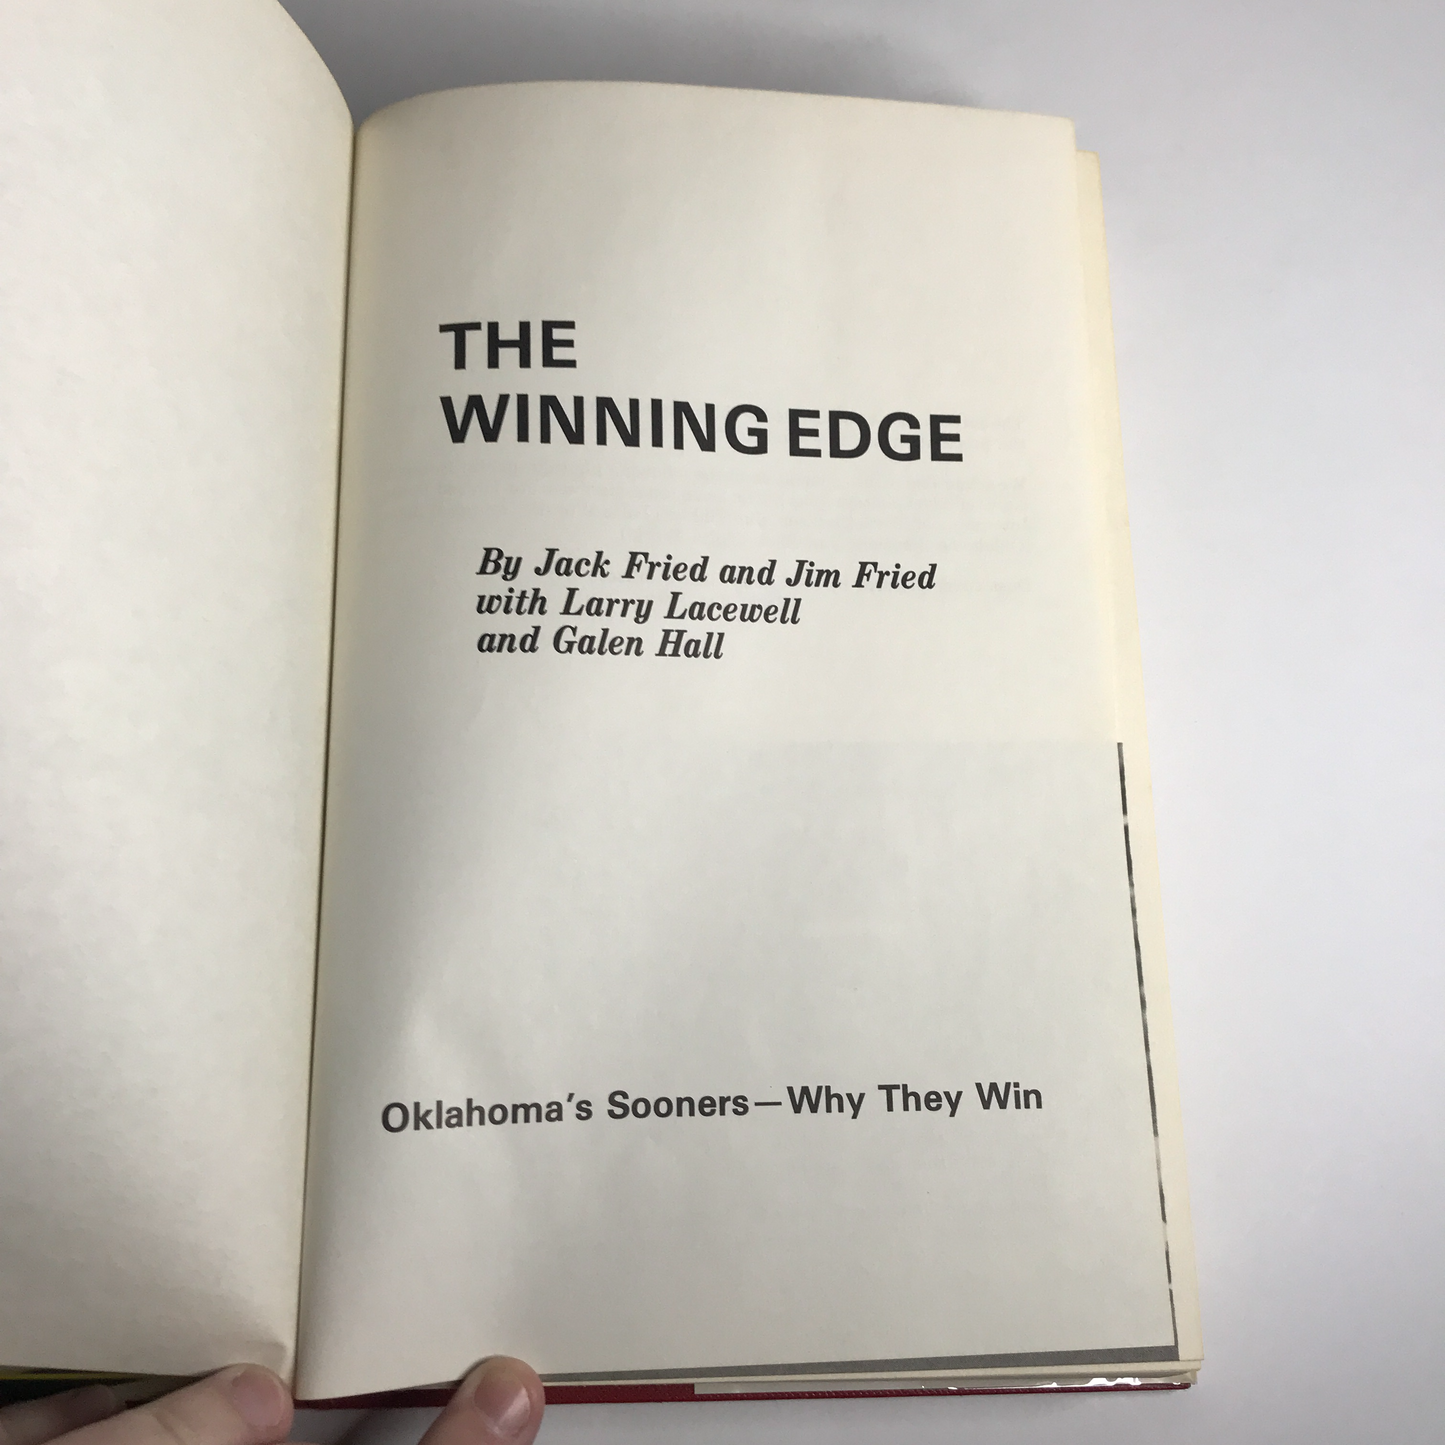 THE
WINNING EDGE
By Jack Fried and Jim Fried
with Larry Lacewell
and Galen Hall
Oklahoma's Sooners—Why They Win